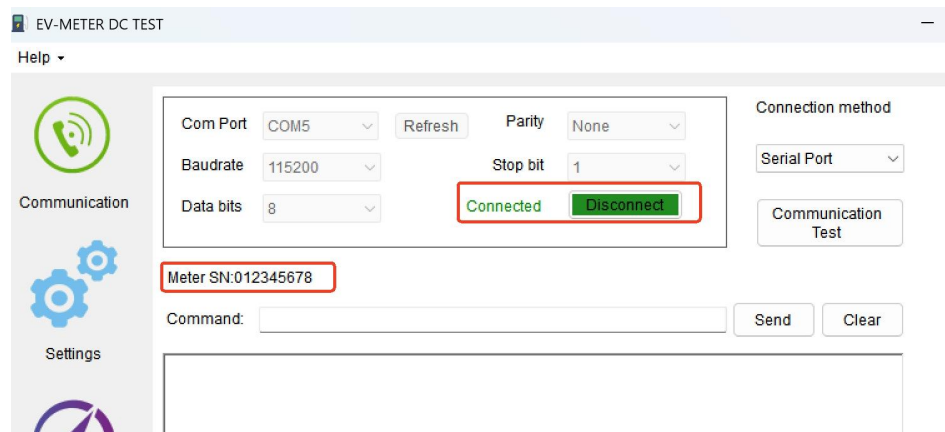 EV-METER DC TEST
Help
Communication
Settings
Com Port COM5 Refresh Parity None
Baudrate 115200 Stop bit 1
Data bits 8 Connected Disconnect
Connection method
Serial Port
Communication
Test
Meter SN:012345678
Command: Send Clear